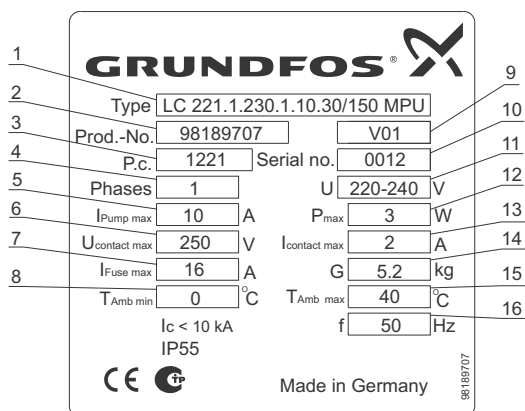 GRUNDFOS®
1 Type LC 221.1.230.1.10.30/150 MPU 9
2 Prod.-No. 98189707 V01 10
3 P.c. 1221 Serial no. 0012 11
4 Phases 1 U 220-240 V 12
5 IPump max 10 A Pmax 3 W 13
6 Ucontact max 250 V Icontact max 2 A 14
7 IFuse max 16 A G 5.2 kg 15
8 TAmb min 0 °C TAmb max 40 °C 16
Ic < 10 kA f 50 Hz
IP55
CE CTP Made in Germany
98189707